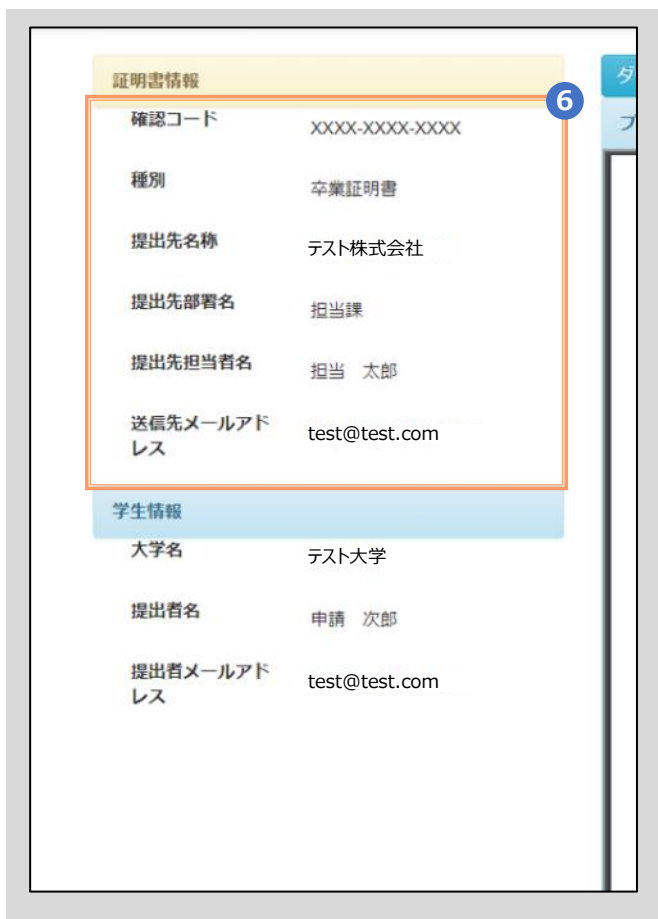 証明書情報
6
ダ
確認コード XXXX-XXXX-XXXX
プ
種別 卒業証明書
提出先名称 テスト株式会社
提出先部署名 担当課
提出先担当者名 担当 太郎
送信先メールアド
レス
test@test.com
学生情報
大学名 テスト大学
提出者名 申請 次郎
提出者メールアド
レス
test@test.com